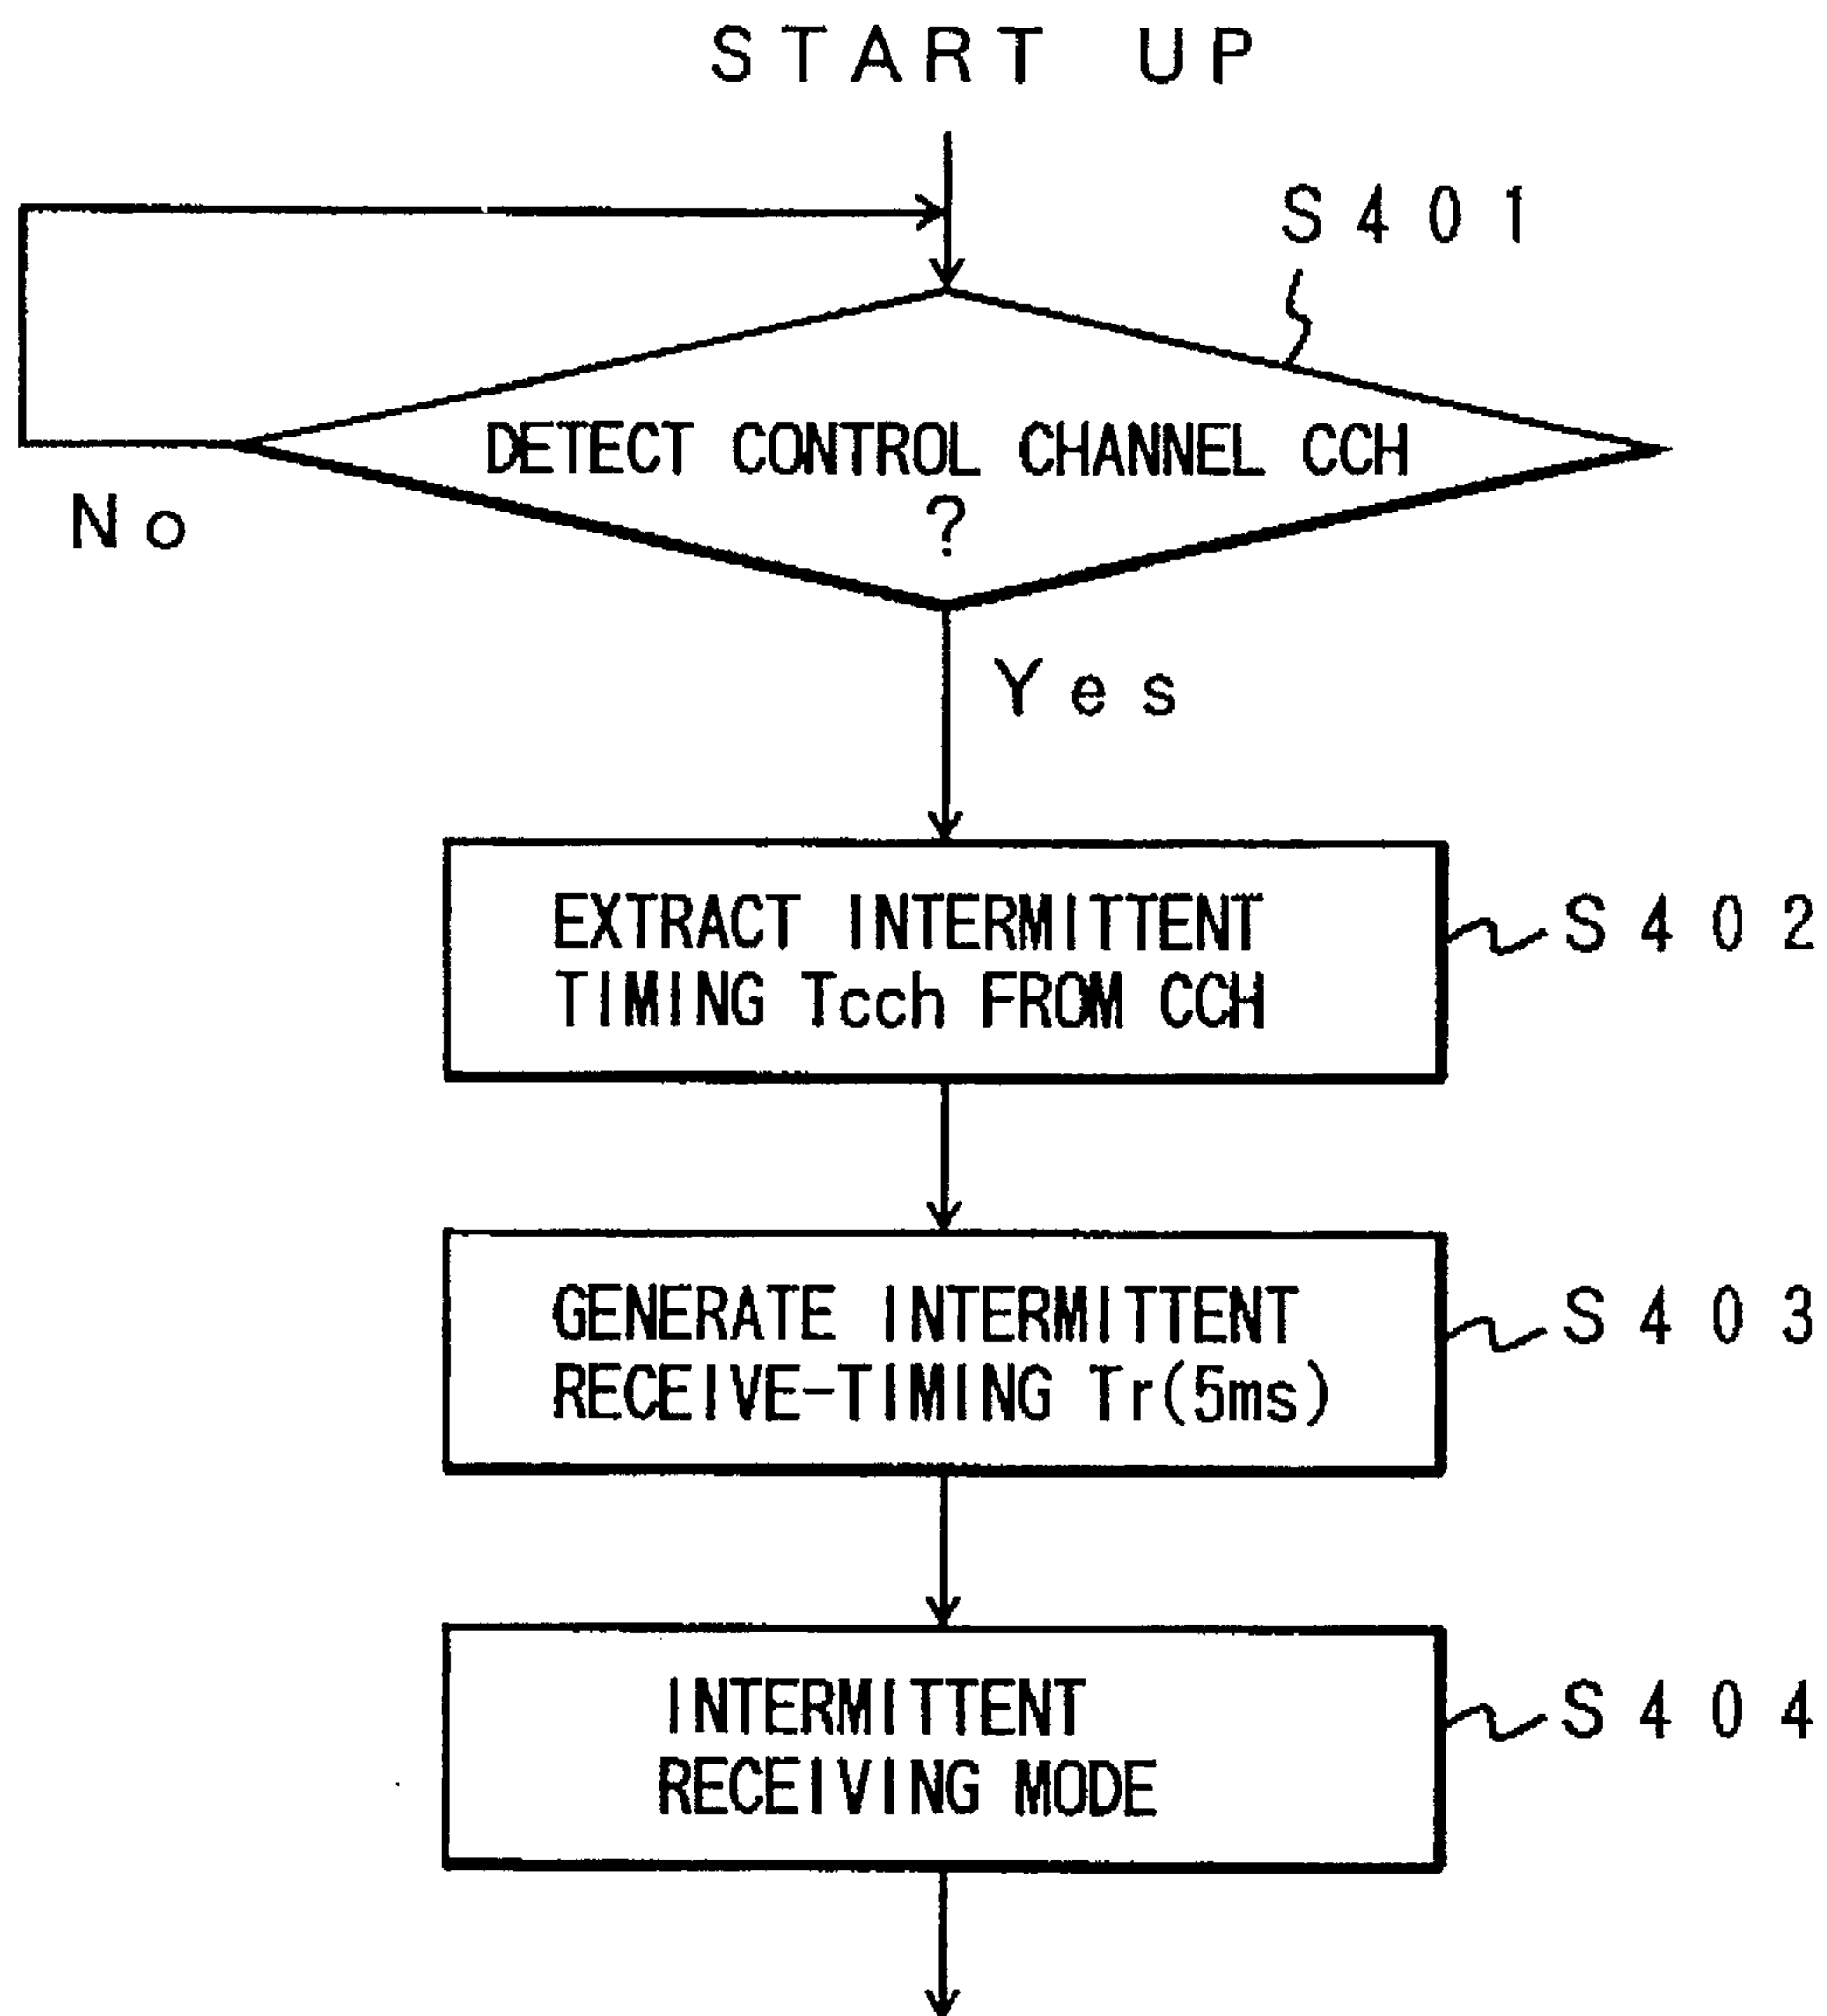 START UP
S401
DETECT CONTROL CHANNEL CCH
?
No
Yes
EXTRACT INTERMITTENT
TIMING Tcch FROM CCH
S402
GENERATE INTERMITTENT
RECEIVE-TIMING Tr(5ms)
S403
INTERMITTENT
RECEIVING MODE
S404